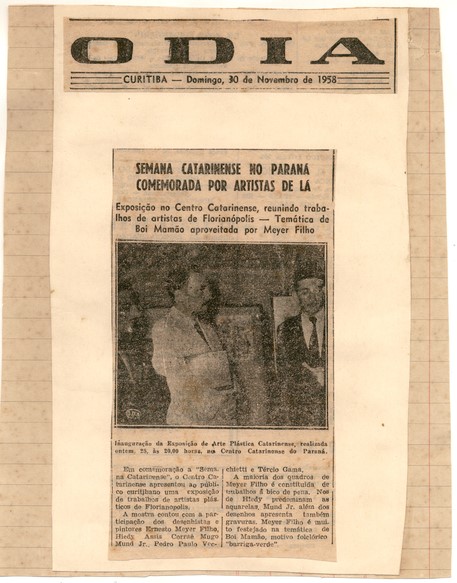 O DIA
CURITIBA — Domingo, 30 de Novembro de 1958
SEMANA CATARINENSE NO PARANÁ
COMEMORADA POR ARTISTAS DE LÁ
Exposição no Centro Catarinense, reunindo traba-
lhos de artistas de Florianópolis — Temática de
Boi Mamão aproveitada por Meyer Filho
Inauguração da Exposição de Arte Plástica Catarinense, realizada
ontem, 29, às 20,00 horas, no Centro Catarinense do Paraná.
Em comemoração a "Sema
na Catarinense", o Centro Ca-
tarinense apresentou ao pú-
blico curitibano uma exposição
de trabalhos de artistas plás-
ticos de Florianopolis.
A mostra contou com a par-
ticipação dos desenhistas e
pintores Ernesto Meyer Filho,
Hiedy Assis Corrêa Hugo
Mund Jr., Pedro Paulo Vec-
chietti e Tércio Gama.
A maioria dos quadros de
Meyer Filho é constituida de
trabalhos á bico de pena. Nos
de Hiedy predominam as
aquarelas, Mund Jr. além
dos desenhos apresenta também
gravuras. Meyer Filho é mui
to festejado na temática de
Boi Mamão, motivo folclórico
"barriga-verde".